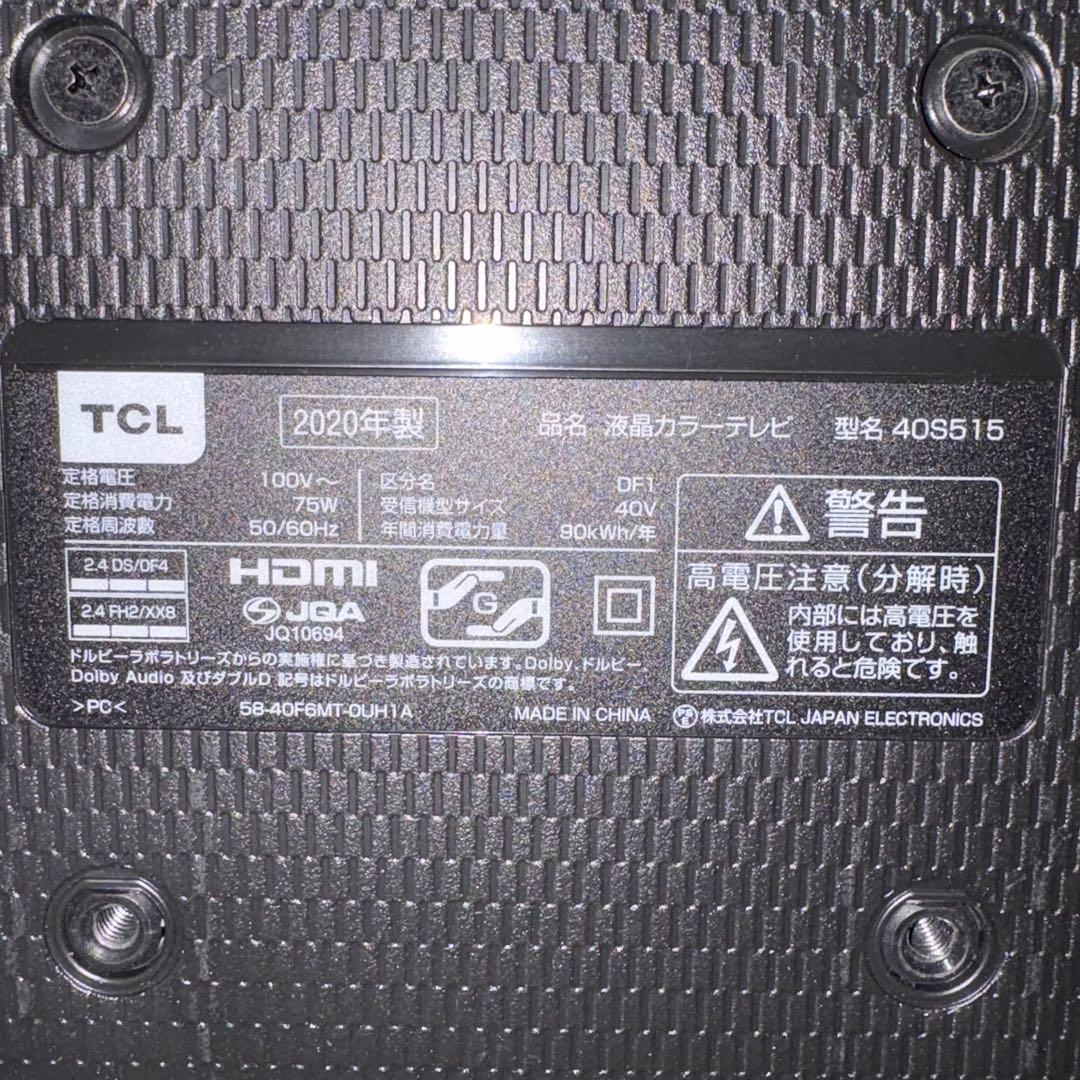 TCL
2020年製
品名 液晶カラーテレビ 型名 40S515
定格電圧 100V～
定格消費電力 75W
定格周波数 50/60Hz
区分名 DF1
受信機型サイズ 40V
年間消費電力量 90kWh/年
2.4 DS/OF4
2.4 FH2/XX8
HDMI
JQA
JQ10694
G
警告
高電圧注意(分解時)
内部には高電圧を
使用しており、触
れると危険です。
ドルビーラボラトリーズからの実施権に基づき製造されています。Dolby、ドルビー、
Dolby Audio 及びダブルD 記号はドルビーラボラトリーズの商標です。
>PC<
58-40F6MT-0UH1A
MADE IN CHINA
PSE 株式会社TCL JAPAN ELECTRONICS